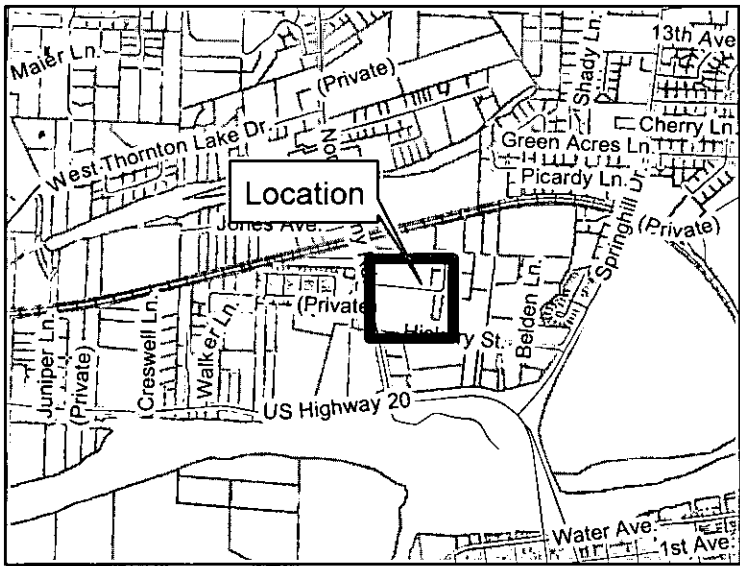 Maier Ln.
13th Ave
Shady Ln.
(Private)
Cherry Ln.
Green Acres Ln.
West Thornton Lake Dr.
Picardy Ln.
Location
Springhill Dr.
(Private)
Jones Ave.
(Private)
St.
Belden Ln.
Juniper Ln.
(Private)
Creswell Ln.
Walker Ln.
US Highway 20
Water Ave.
1st Ave.